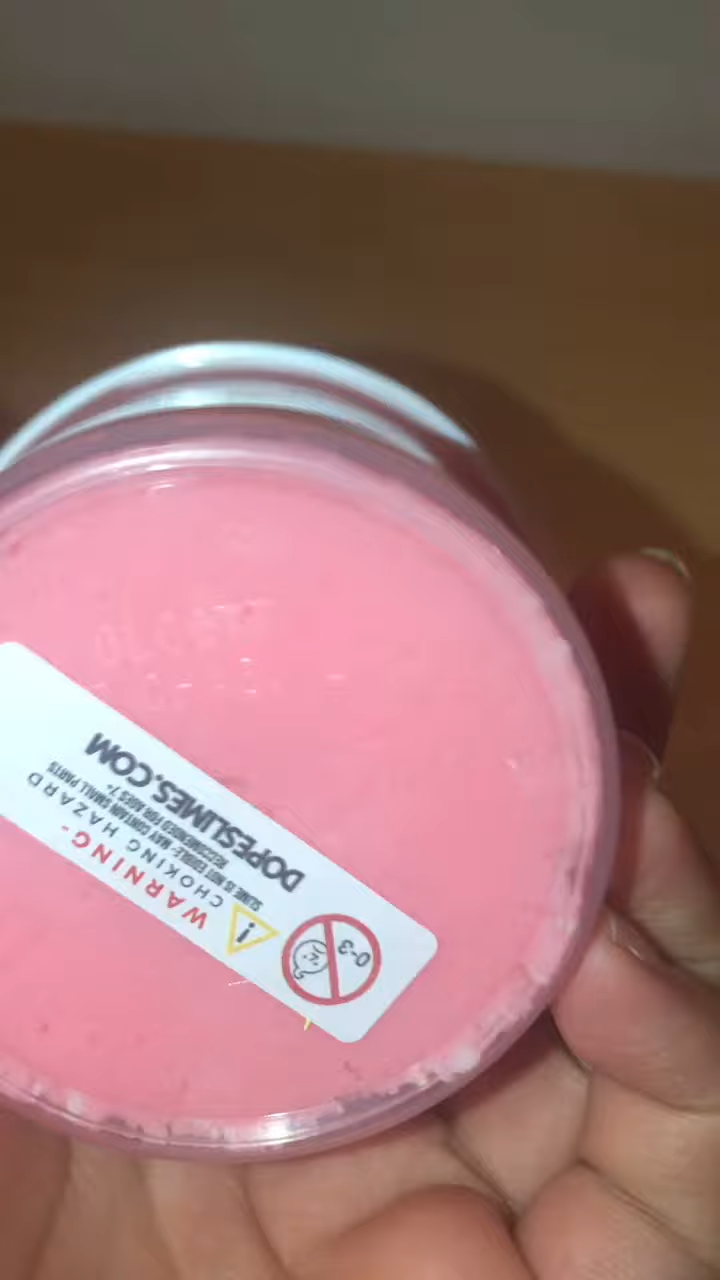 WARNING-
CHOKING HAZARD
SLIME IS NOT EDIBLE- MAY CONTAIN SMALL PARTS
RECOMMENDED FOR AGES 7+
DOPESLIMES.COM
0-3